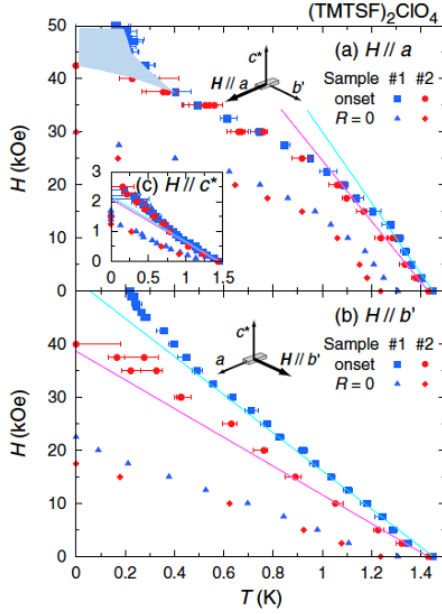 (TMTSF)₂ClO₄
(a) H // a
Sample #1 #2
onset
R = 0
c*
H // a
b'
50
40
30
20
10
0
H (kOe)
(c) H // c*
3
2
1
0
0
0.5
1.0
1.5
(b) H // b'
Sample #1 #2
onset
R = 0
c*
a
H // b'
40
30
20
10
0
H (kOe)
0 0.2 0.4 0.6 0.8 1.0 1.2 1.4
T (K)